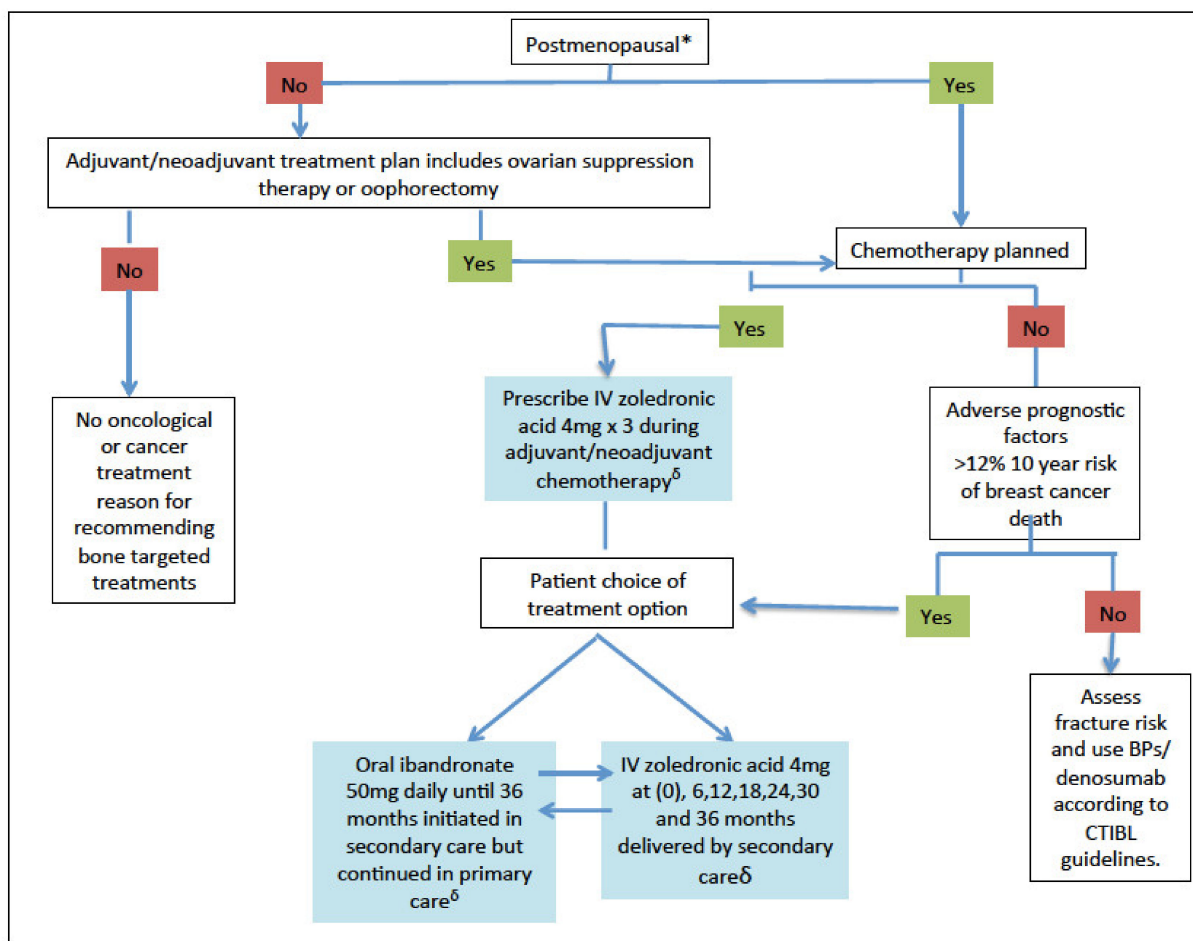 Postmenopausal*
No
Yes
Adjuvant/neoadjuvant treatment plan includes ovarian suppression
therapy or oophorectomy
No
Yes
Chemotherapy planned
Yes
No
No oncological
or cancer
treatment
reason for
recommending
bone targeted
treatments
Prescribe IV zoledronic
acid 4mg x 3 during
adjuvant/neoadjuvant
chemotherapyδ
Adverse prognostic
factors
>12% 10 year risk
of breast cancer
death
Patient choice of
treatment option
Yes
No
Oral ibandronate
50mg daily until 36
months initiated in
secondary care but
continued in primary
careδ
IV zoledronic acid 4mg
at (0), 6,12,18,24,30
and 36 months
delivered by secondary
careδ
Assess
fracture risk
and use BPs/
denosumab
according to
CTIBL
guidelines.